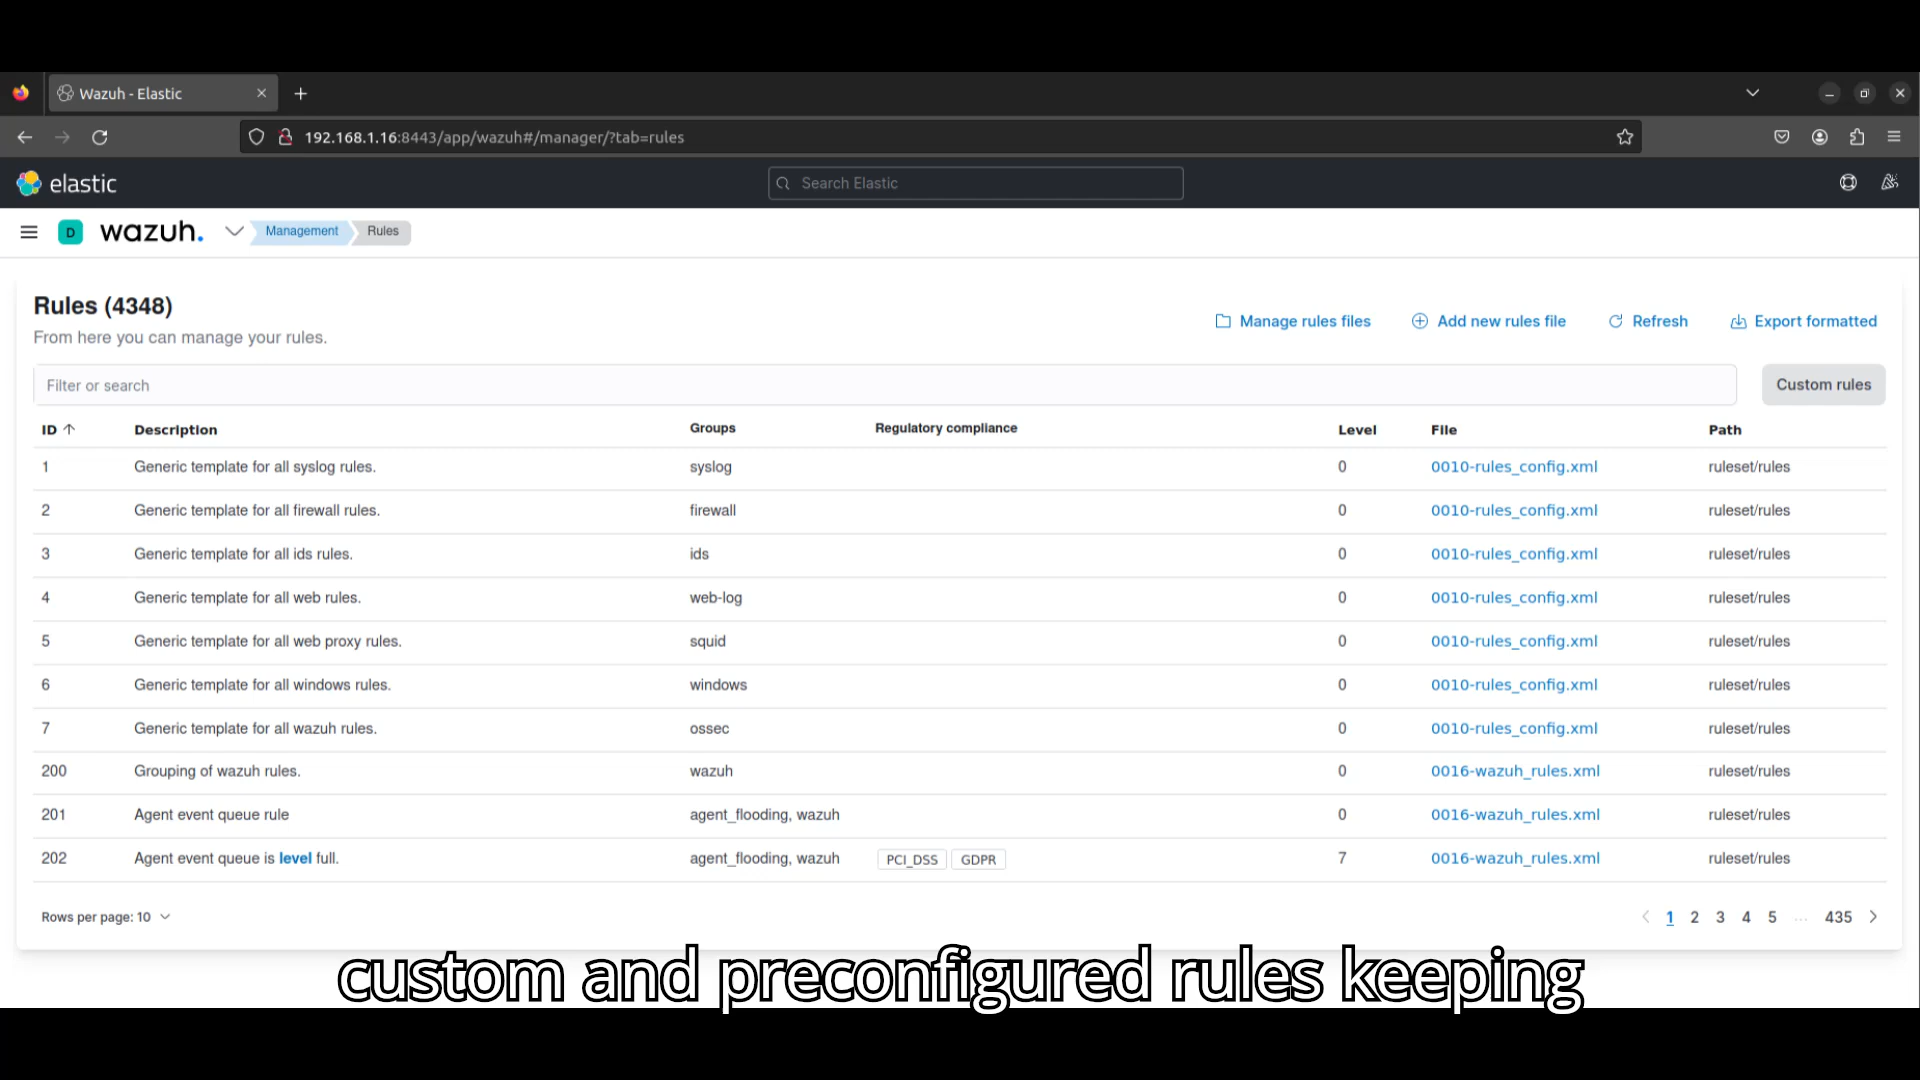 Wazuh - Elastic
192.168.1.16:8443/app/wazuh#/manager/?tab=rules
elastic
Search Elastic
D wazuh. Management Rules
Rules (4348)
From here you can manage your rules.
Manage rules files Add new rules file Refresh Export formatted
Filter or search
Custom rules
ID Description Groups Regulatory compliance Level File Path
1 Generic template for all syslog rules. syslog 0 0010-rules_config.xml ruleset/rules
2 Generic template for all firewall rules. firewall 0 0010-rules_config.xml ruleset/rules
3 Generic template for all ids rules. ids 0 0010-rules_config.xml ruleset/rules
4 Generic template for all web rules. web-log 0 0010-rules_config.xml ruleset/rules
5 Generic template for all web proxy rules. squid 0 0010-rules_config.xml ruleset/rules
6 Generic template for all windows rules. windows 0 0010-rules_config.xml ruleset/rules
7 Generic template for all wazuh rules. ossec 0 0010-rules_config.xml ruleset/rules
200 Grouping of wazuh rules. wazuh 0 0016-wazuh_rules.xml ruleset/rules
201 Agent event queue rule agent_flooding, wazuh 0 0016-wazuh_rules.xml ruleset/rules
202 Agent event queue is level full. agent_flooding, wazuh PCI_DSS GDPR 7 0016-wazuh_rules.xml ruleset/rules
Rows per page: 10
1 2 3 4 5 ... 435
custom and preconfigured rules keeping